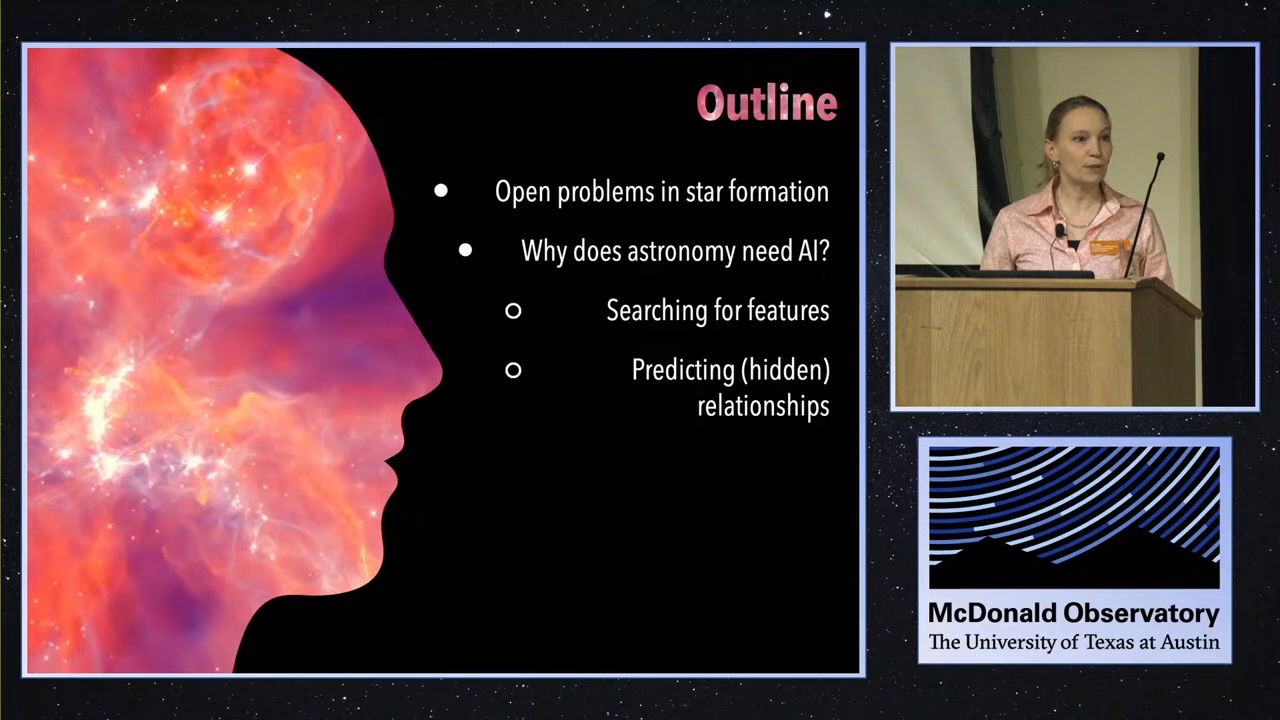 Outline
Open problems in star formation
Why does astronomy need AI?
Searching for features
Predicting (hidden)
relationships
McDonald Observatory
The University of Texas at Austin